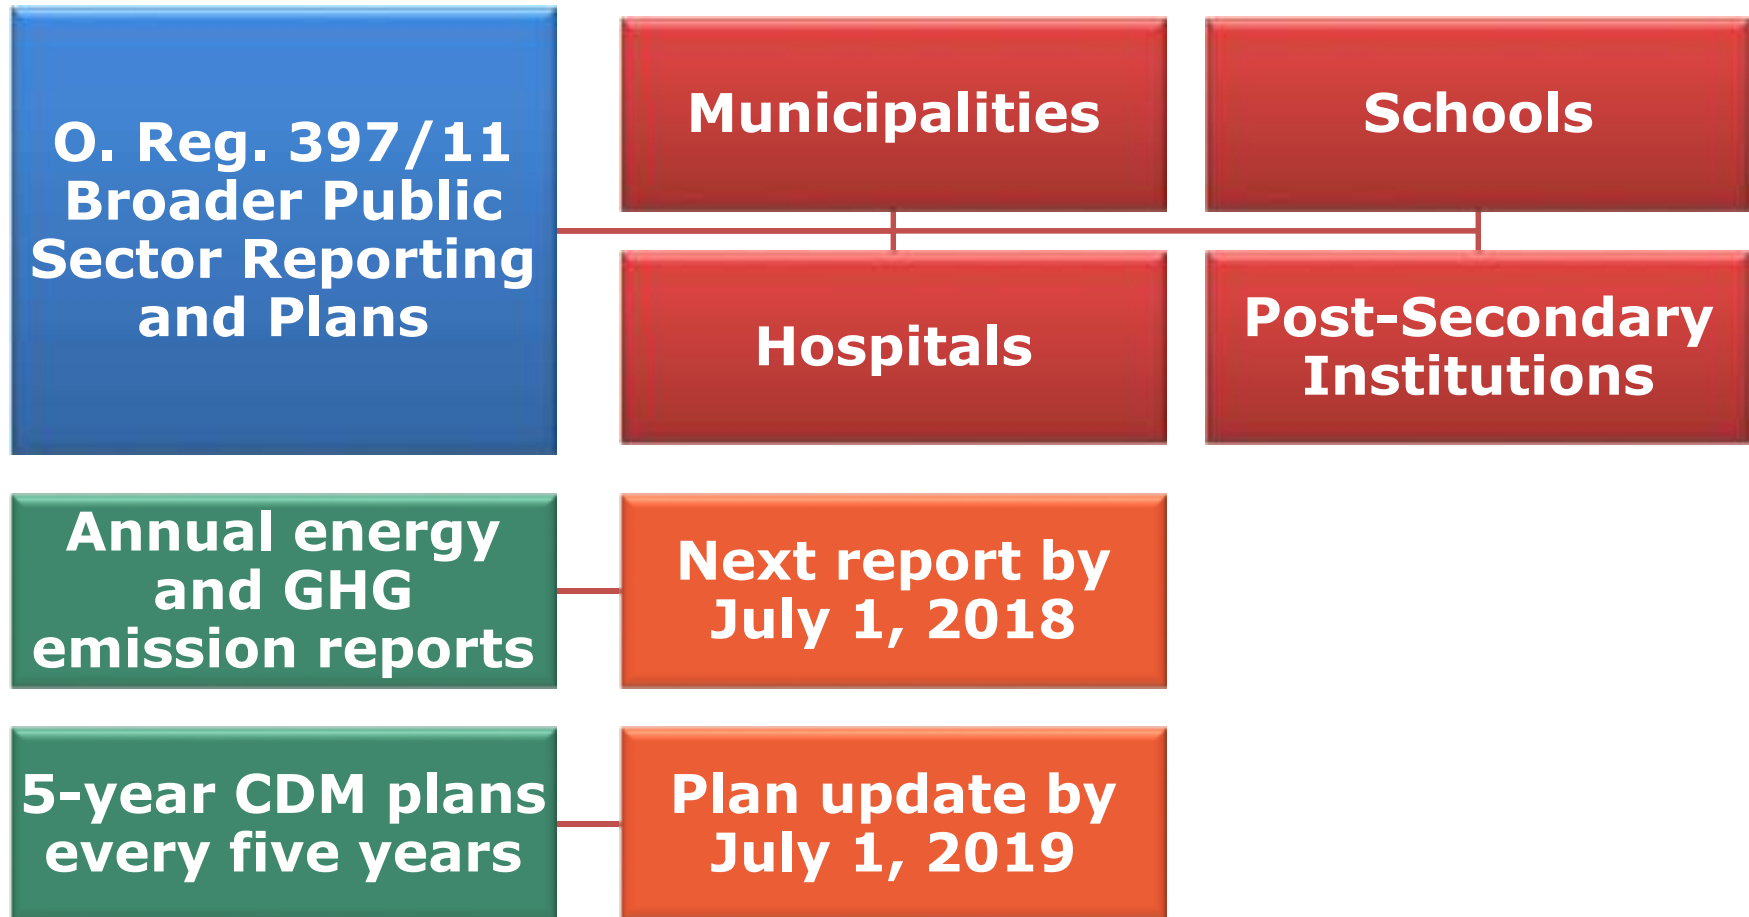 O. Reg. 397/11
Broader Public
Sector Reporting
and Plans
Municipalities
Schools
Hospitals
Post-Secondary
Institutions
Annual energy
and GHG
emission reports
Next report by
July 1, 2018
5-year CDM plans
every five years
Plan update by
July 1, 2019